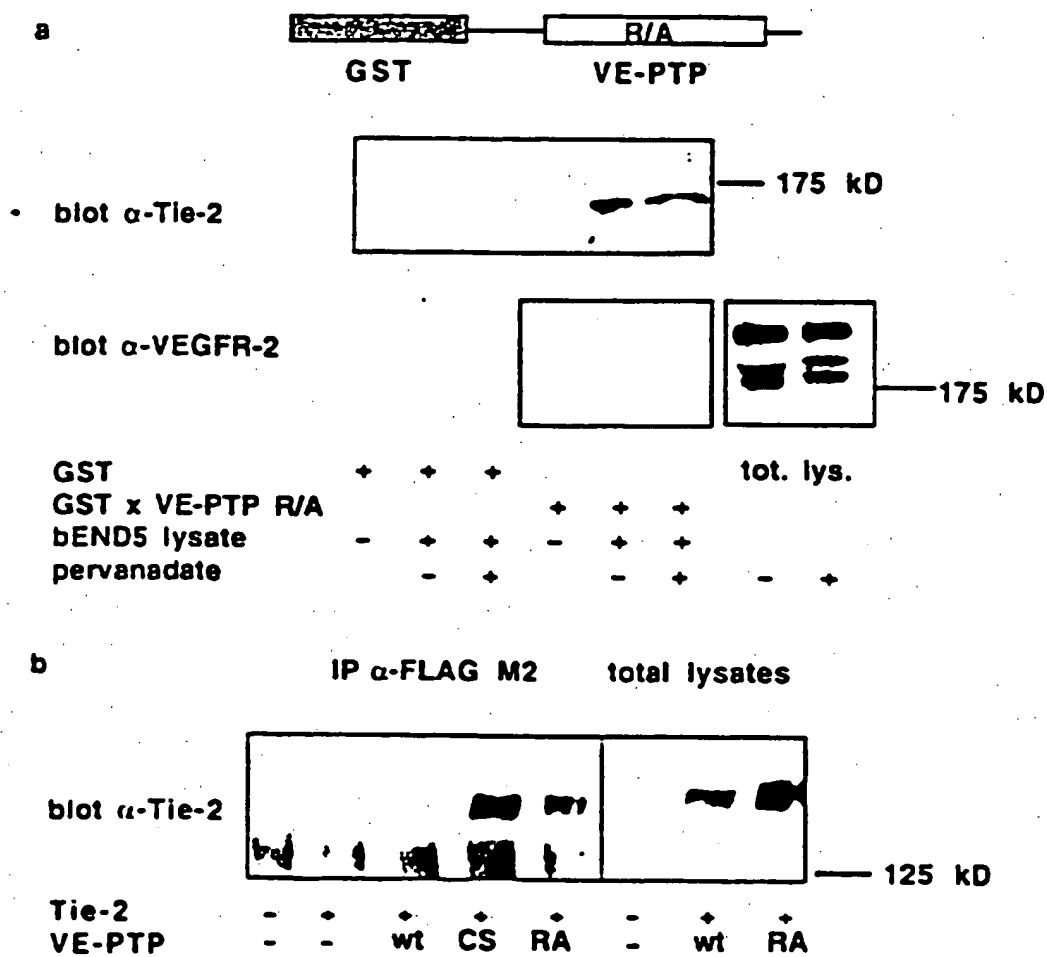 a
R/A
GST VE-PTP
blot α-Tie-2
175 kD
blot α-VEGFR-2
175 kD
GST + + +
tot. lys.
GST x VE-PTP R/A + + +
bEND5 lysate - + + - + +
pervanadate - + - + - +
b
IP α-FLAG M2 total lysates
blot α-Tie-2
125 kD
Tie-2 - + + + + - + +
VE-PTP - - wt CS RA - wt RA